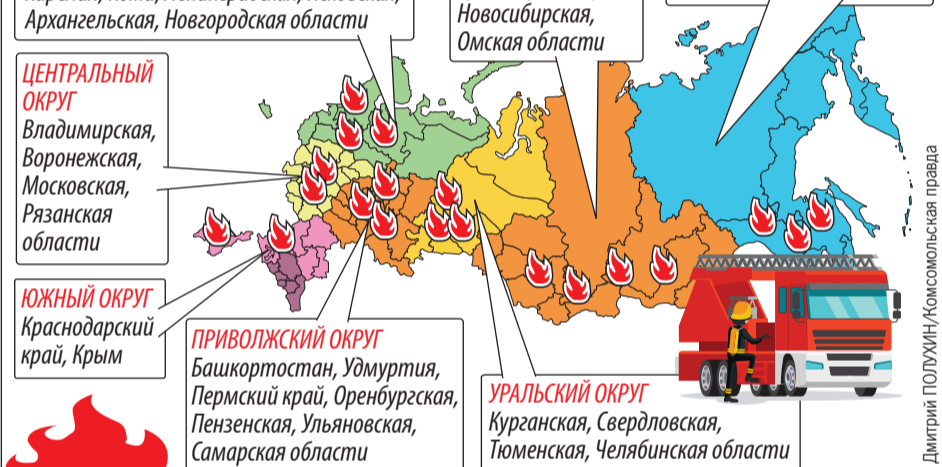 Архангельская, Новгородская области
Новосибирская,
Омская области
ЦЕНТРАЛЬНЫЙ
ОКРУГ
Владимирская,
Воронежская,
Московская,
Рязанская
области
ЮЖНЫЙ ОКРУГ
Краснодарский
край, Крым
ПРИВОЛЖСКИЙ ОКРУГ
Башкортостан, Удмуртия,
Пермский край, Оренбургская,
Пензенская, Ульяновская,
Самарская области
УРАЛЬСКИЙ ОКРУГ
Курганская, Свердловская,
Тюменская, Челябинская области
Дмитрий ПОЛУХИН/Комсомольская правда